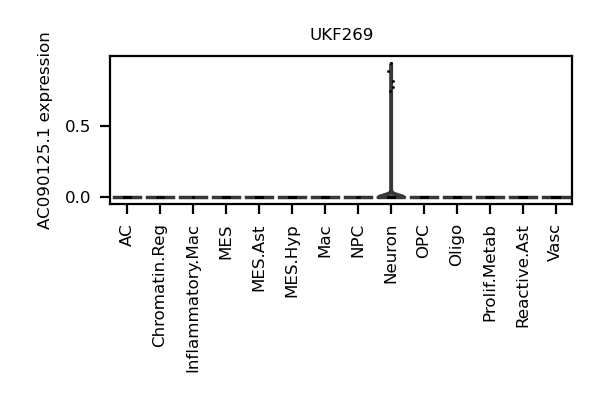 UKF269
AC090125.1 expression
0.5
0.0
AC
Chromatin.Reg
Inflammatory.Mac
MES
MES.Ast
MES.Hyp
Mac
NPC
Neuron
OPC
Oligo
Prolif.Metab
Reactive.Ast
Vasc